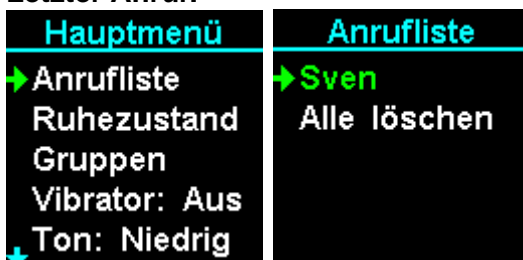 Letzter Anruf:
Hauptmenü
Anrufliste
Ruhezustand
Gruppen
Vibrator: Aus
Ton: Niedrig
Anrufliste
Sven
Alle löschen